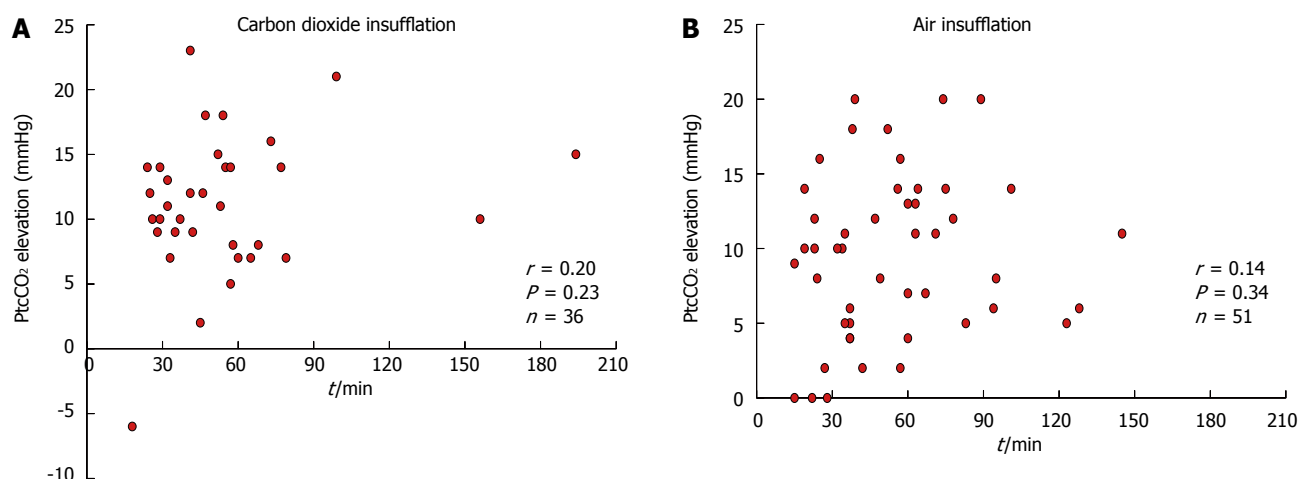 A
Carbon dioxide insufflation
25
20
15
10
5
0
-5
-10
PtcCO₂ elevation (mmHg)
0 30 60 90 120 150 180 210
t/min
r = 0.20
P = 0.23
n = 36
B
Air insufflation
25
20
15
10
5
0
PtcCO₂ elevation (mmHg)
0 30 60 90 120 150 180 210
t/min
r = 0.14
P = 0.34
n = 51